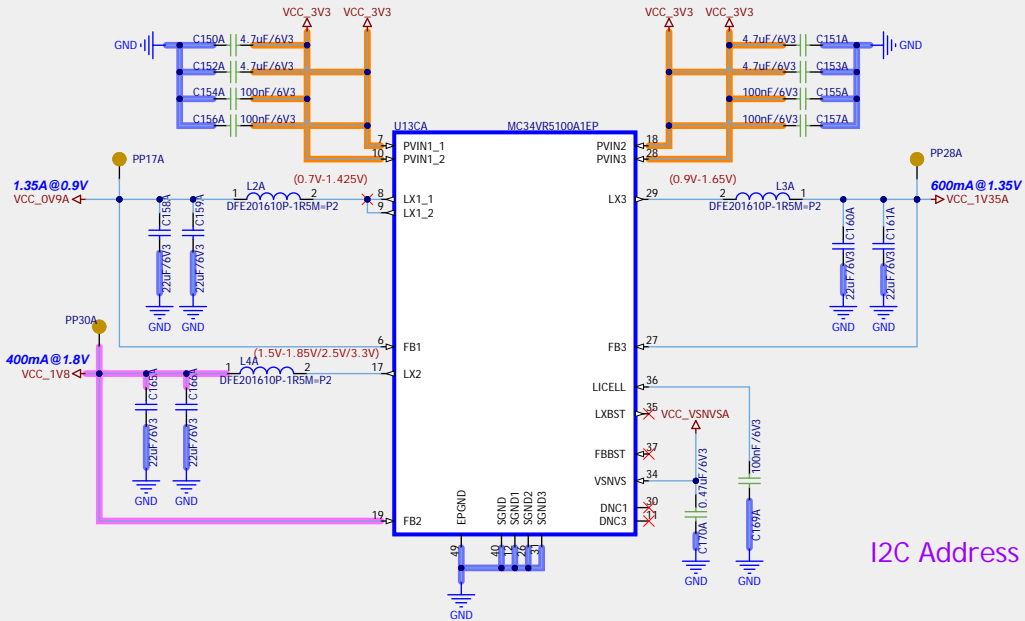 VCC_3V3 VCC_3V3 VCC_3V3 VCC_3V3
GND C150A 4.7uF/6V3 4.7uF/6V3 C151A GND
C152A 4.7uF/6V3 4.7uF/6V3 C153A
C154A 100nF/6V3 100nF/6V3 C155A
C156A 100nF/6V3 100nF/6V3 C157A
U13CA MC34VR5100A1EP
7 PVIN1_1 PVIN2 18
10 PVIN1_2 PVIN3 28
PP17A PP28A
1.35A@0.9V (0.7V-1.425V) (0.9V-1.65V) 600mA@1.35V
VCC_0V9A 1 L2A 2 8 LX1_1 LX3 29 2 L3A 1 VCC_1V35A
DFE201610P-1R5M=P2 9 LX1_2 DFE201610P-1R5M=P2
C158A C159A C160A C161A
22uF/6V3 22uF/6V3 22uF/6V3 22uF/6V3
GND GND GND GND
PP30A
6 FB1 FB3 27
400mA@1.8V (1.5V-1.85V/2.5V/3.3V)
VCC_1V8 1 L4A 2 17 LX2
DFE201610P-1R5M=P2
LICELL 36
C165A C166A
LXBST 35 VCC_VSNVSA
22uF/6V3 22uF/6V3
FBBST 37
VSNVS 34
0.47uF/6V3 100nF/6V3
GND GND
DNC1 30
19 FB2 DNC3 11
EPGND SGND SGND1 SGND2 SGND3
49 40 12 26 31
C170A C169A
I2C Address
GND GND
GND